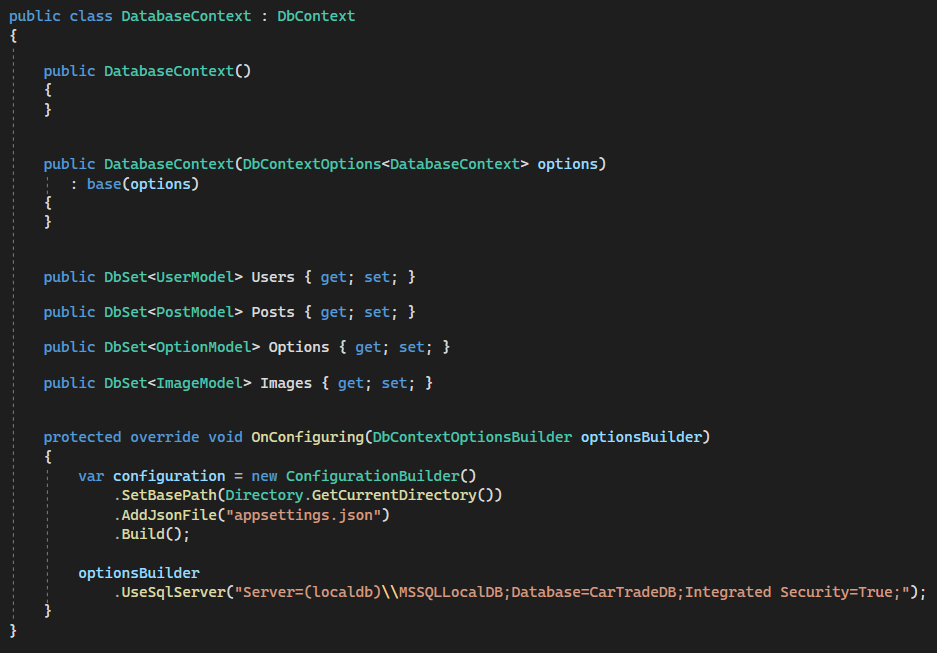 public class DatabaseContext : DbContext
{
public DatabaseContext()
{
}
public DatabaseContext(DbContextOptions<DatabaseContext> options)
: base(options)
{
}
public DbSet<UserModel> Users { get; set; }
public DbSet<PostModel> Posts { get; set; }
public DbSet<OptionModel> Options { get; set; }
public DbSet<ImageModel> Images { get; set; }
protected override void OnConfiguring(DbContextOptionsBuilder optionsBuilder)
{
var configuration = new ConfigurationBuilder()
.SetBasePath(Directory.GetCurrentDirectory())
.AddJsonFile("appsettings.json")
.Build();
optionsBuilder
.UseSqlServer("Server=(localdb)\\MSSQLLocalDB;Database=CarTradeDB;Integrated Security=True;");
}
}